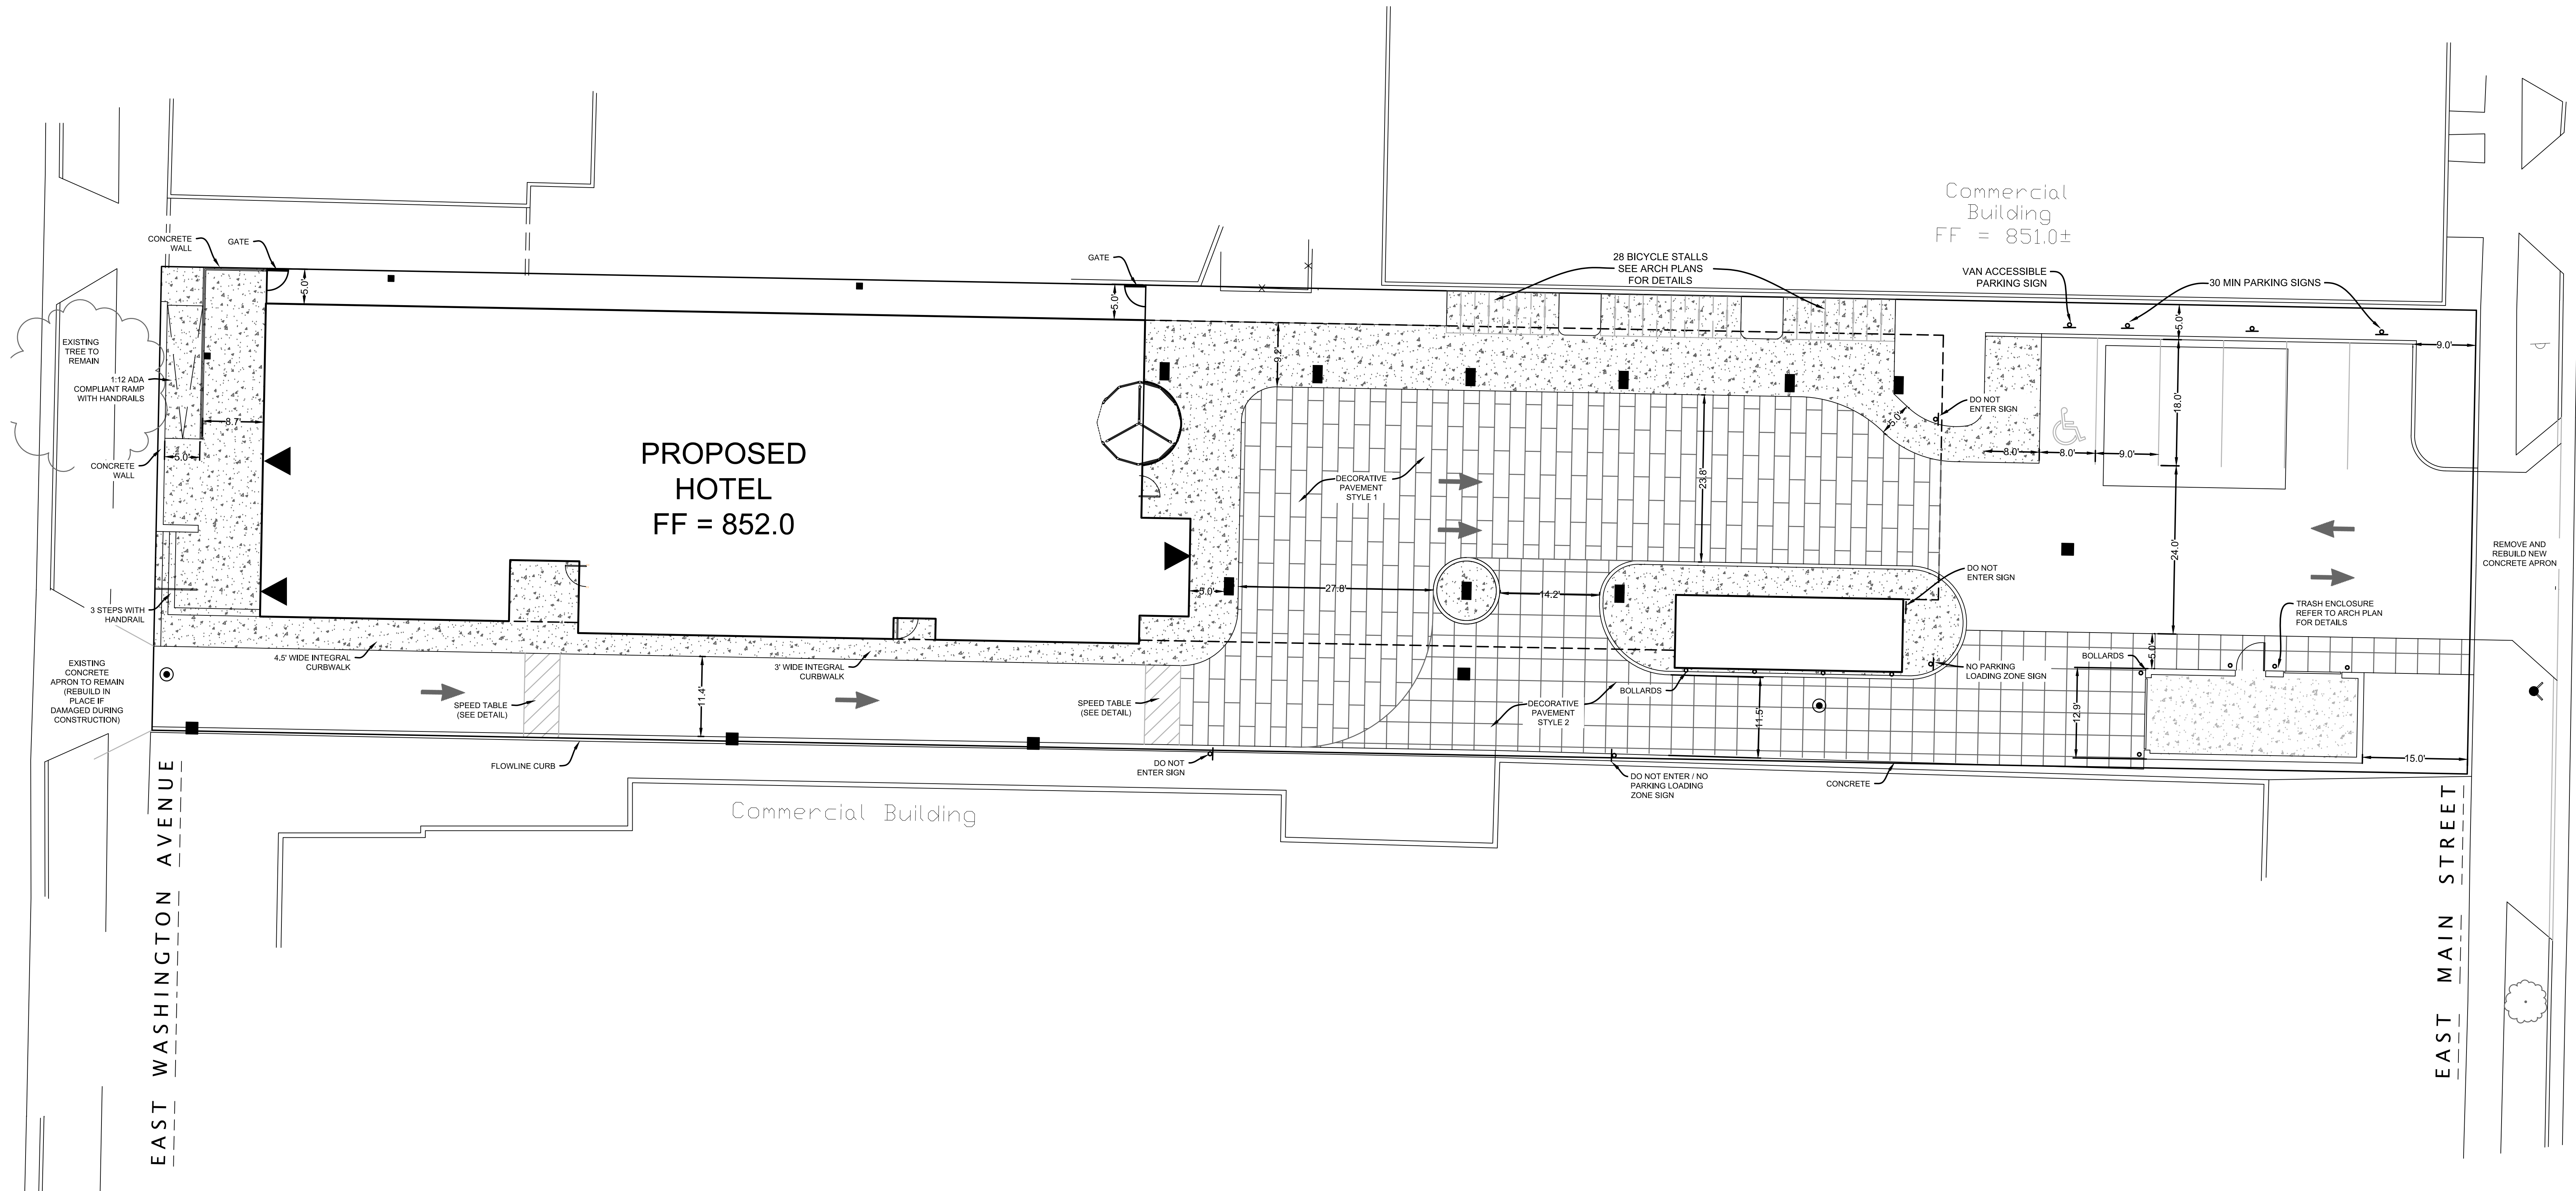 Commercial
Building
FF = 851.0±
CONCRETE
WALL
GATE
GATE
28 BICYCLE STALLS
SEE ARCH PLANS
FOR DETAILS
VAN ACCESSIBLE
PARKING SIGN
30 MIN PARKING SIGNS
5.0'
5.0'
5.0'
9.0'
EXISTING
TREE TO
REMAIN
1:12 ADA
COMPLIANT RAMP
WITH HANDRAILS
8.7'
5.0'
CONCRETE
WALL
PROPOSED
HOTEL
FF = 852.0
9.2'
DECORATIVE
PAVEMENT
STYLE 1
23.8'
5.0'
DO NOT
ENTER SIGN
18.0'
8.0'
8.0'
9.0'
24.0'
REMOVE AND
REBUILD NEW
CONCRETE APRON
5.0'
27.8'
14.2'
DO NOT
ENTER SIGN
3 STEPS WITH
HANDRAIL
TRASH ENCLOSURE
REFER TO ARCH PLAN
FOR DETAILS
4.5' WIDE INTEGRAL
CURBWALK
3' WIDE INTEGRAL
CURBWALK
EXISTING
CONCRETE
APRON TO REMAIN
(REBUILD IN
PLACE IF
DAMAGED DURING
CONSTRUCTION)
11.4'
SPEED TABLE
(SEE DETAIL)
SPEED TABLE
(SEE DETAIL)
BOLLARDS
DECORATIVE
PAVEMENT
STYLE 2
11.5'
NO PARKING
LOADING ZONE SIGN
BOLLARDS
5.0'
12.9'
15.0'
FLOWLINE CURB
DO NOT
ENTER SIGN
DO NOT ENTER / NO
PARKING LOADING
ZONE SIGN
CONCRETE
Commercial Building
EAST WASHINGTON AVENUE
EAST MAIN STREET